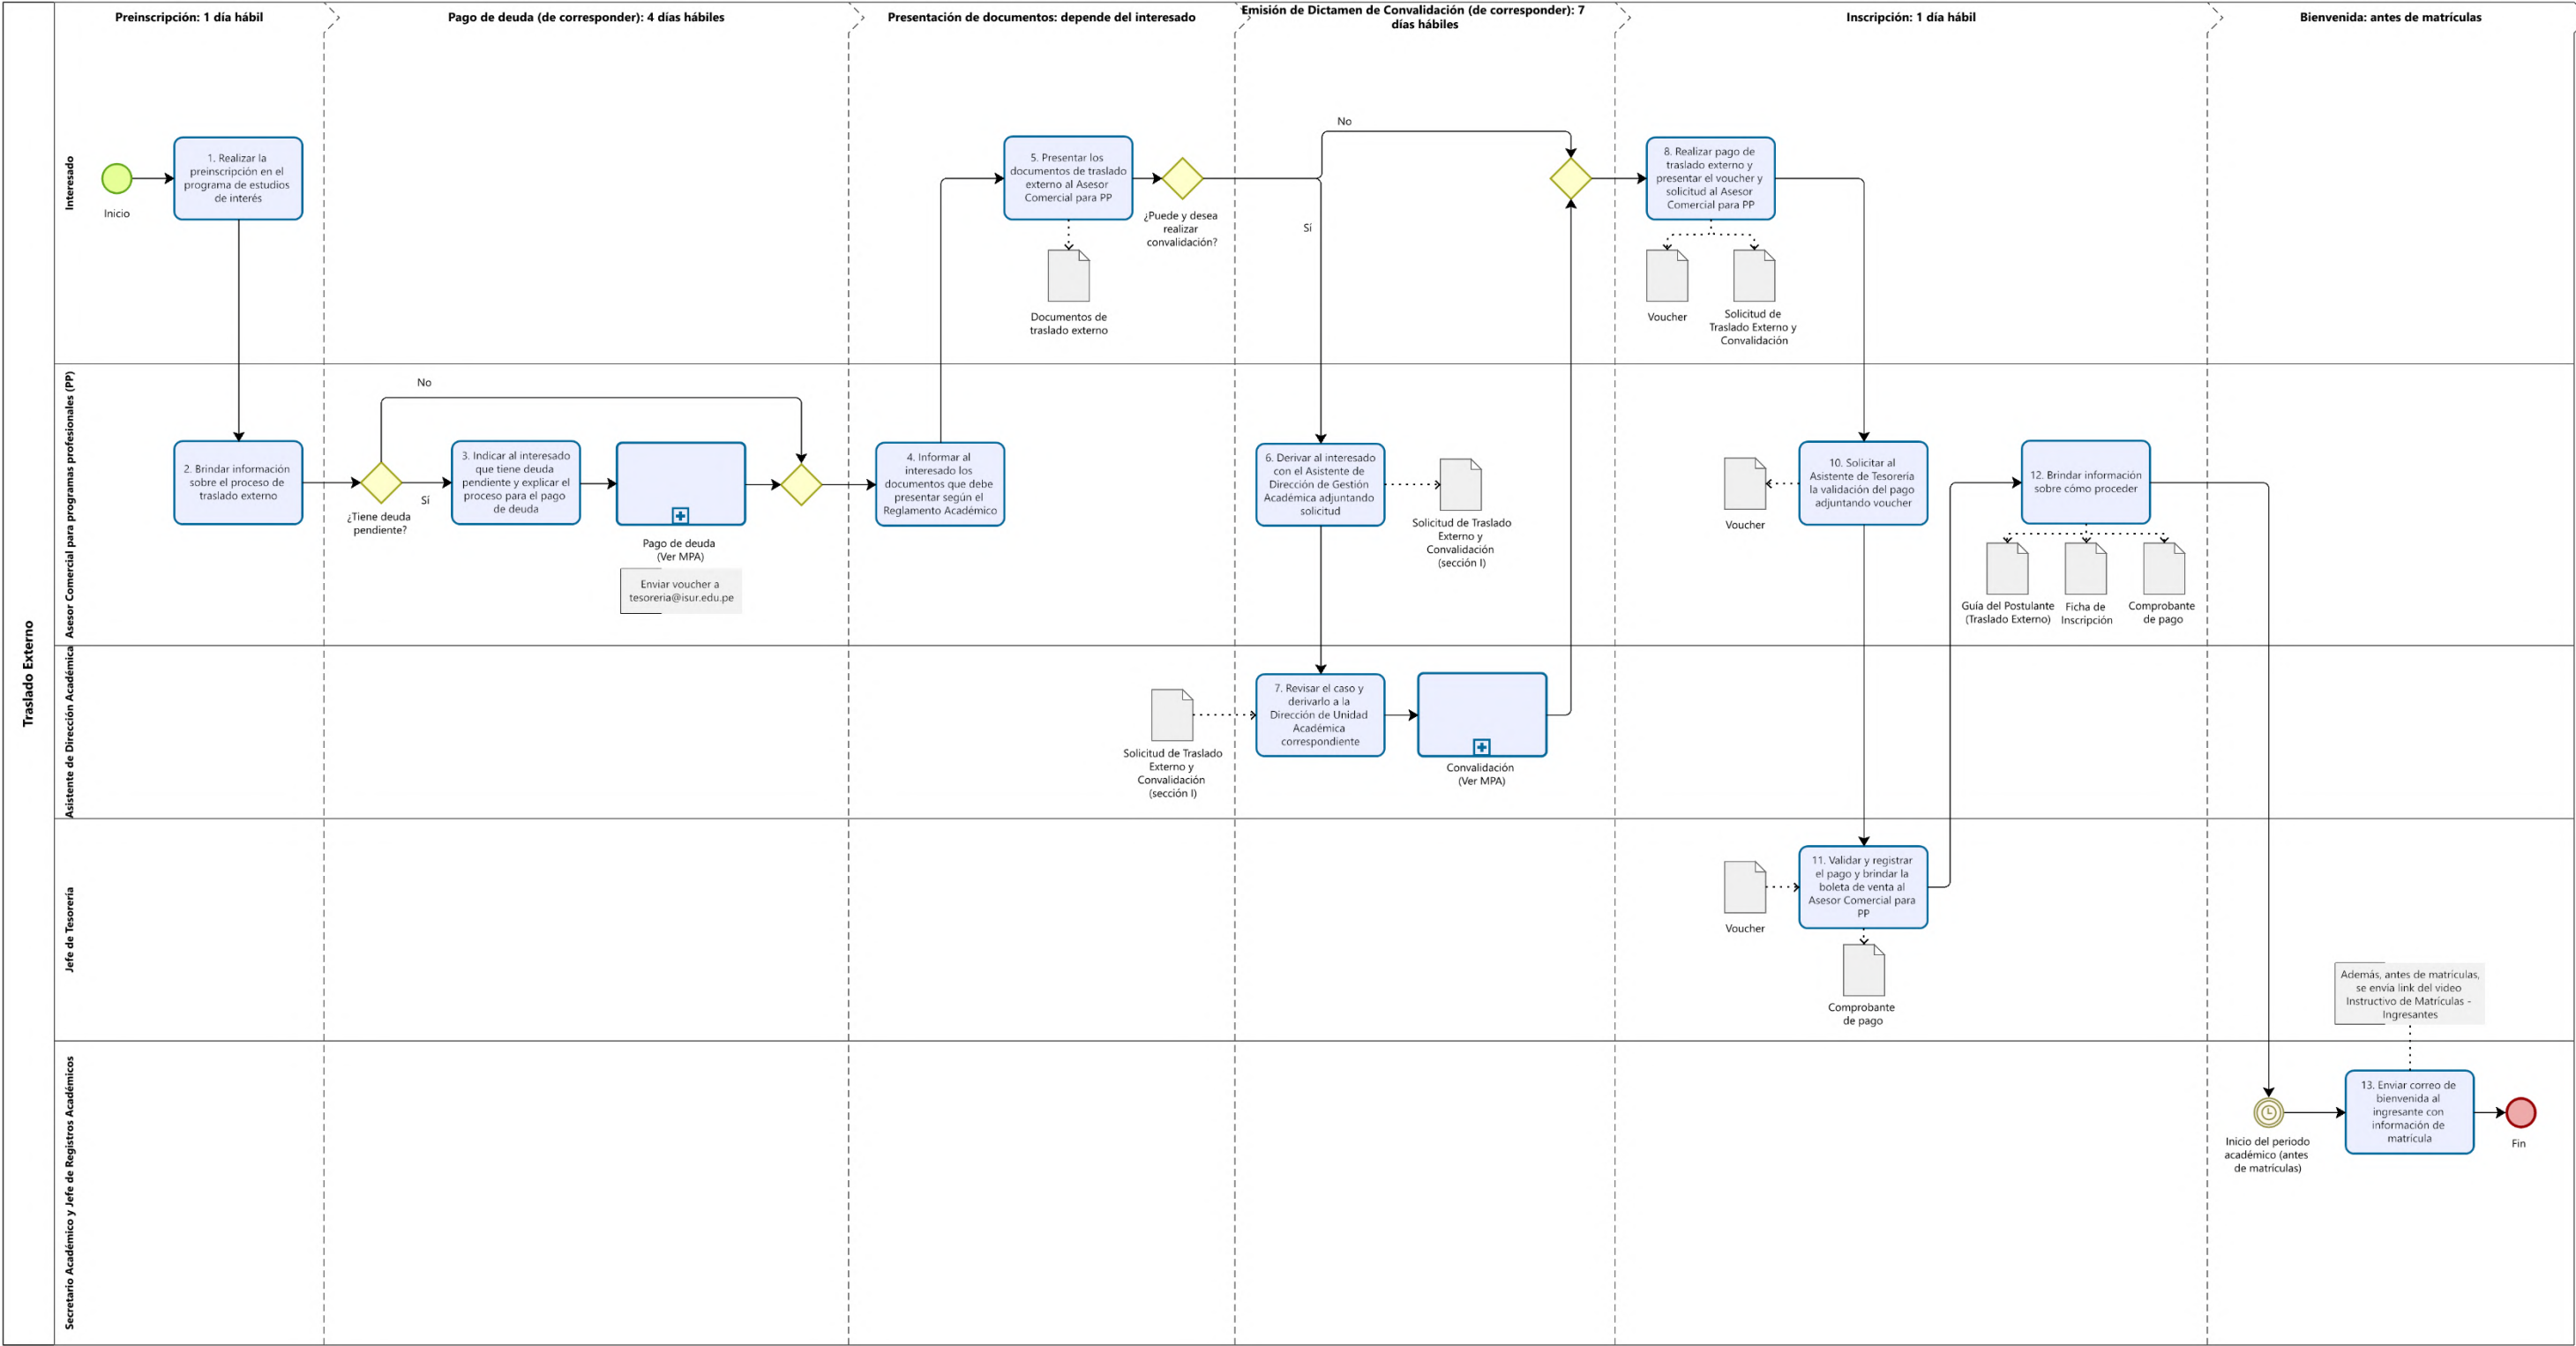 Preinscripción: 1 día hábil
Pago de deuda (de corresponder): 4 días hábiles
Presentación de documentos: depende del interesado
Emisión de Dictamen de Convalidación (de corresponder): 7
días hábiles
Inscripción: 1 día hábil
Bienvenida: antes de matrículas
Traslado Externo
Interesado
Inicio
1. Realizar la
preinscripción en el
programa de estudios
de interés
5. Presentar los
documentos de traslado
externo al Asesor
Comercial para PP
Documentos de
traslado externo
¿Puede y desea
realizar
convalidación?
No
Sí
8. Realizar pago de
traslado externo y
presentar el voucher y
solicitud al Asesor
Comercial para PP
Voucher
Solicitud de
Traslado Externo y
Convalidación
Asesor Comercial para programas profesionales (PP)
2. Brindar información
sobre el proceso de
traslado externo
¿Tiene deuda
pendiente?
No
Sí
3. Indicar al interesado
que tiene deuda
pendiente y explicar el
proceso para el pago
de deuda
Pago de deuda
(Ver MPA)
Enviar voucher a
tesoreria@isur.edu.pe
4. Informar al
interesado los
documentos que debe
presentar según el
Reglamento Académico
6. Derivar al interesado
con el Asistente de
Dirección de Gestión
Académica adjuntando
solicitud
Solicitud de Traslado
Externo y
Convalidación
(sección I)
Voucher
10. Solicitar al
Asistente de Tesorería
la validación del pago
adjuntando voucher
12. Brindar información
sobre cómo proceder
Guía del Postulante
(Traslado Externo)
Ficha de
Inscripción
Comprobante
de pago
Asistente de Dirección Académica
Solicitud de Traslado
Externo y
Convalidación
(sección I)
7. Revisar el caso y
derivarlo a la
Dirección de Unidad
Académica
correspondiente
Convalidación
(Ver MPA)
Jefe de Tesorería
Voucher
11. Validar y registrar
el pago y brindar la
boleta de venta al
Asesor Comercial para
PP
Comprobante
de pago
Además, antes de matrículas,
se envía link del video
Instructivo de Matrículas -
Ingresantes
Secretario Académico y Jefe de Registros Académicos
Inicio del periodo
académico (antes
de matrículas)
13. Enviar correo de
bienvenida al
ingresante con
información de
matrícula
Fin